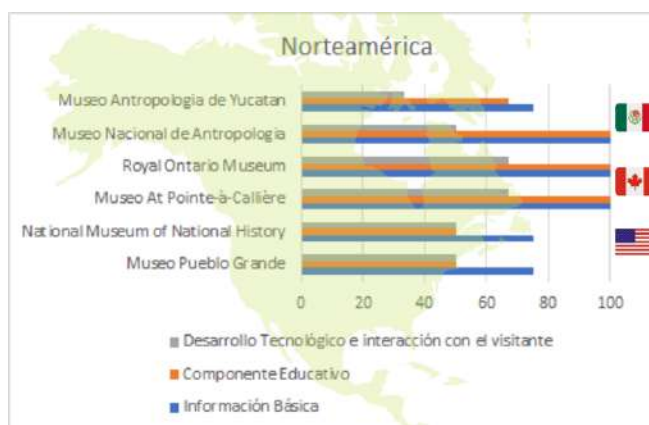 Norteamérica
Museo Antropologia de Yucatan
Museo Nacional de Antropologia
Royal Ontario Museum
Museo At Pointe-à-Callière
National Museum of National History
Museo Pueblo Grande
0 20 40 60 80 100
Desarrollo Tecnológico e interacción con el visitante
Componente Educativo
Información Básica